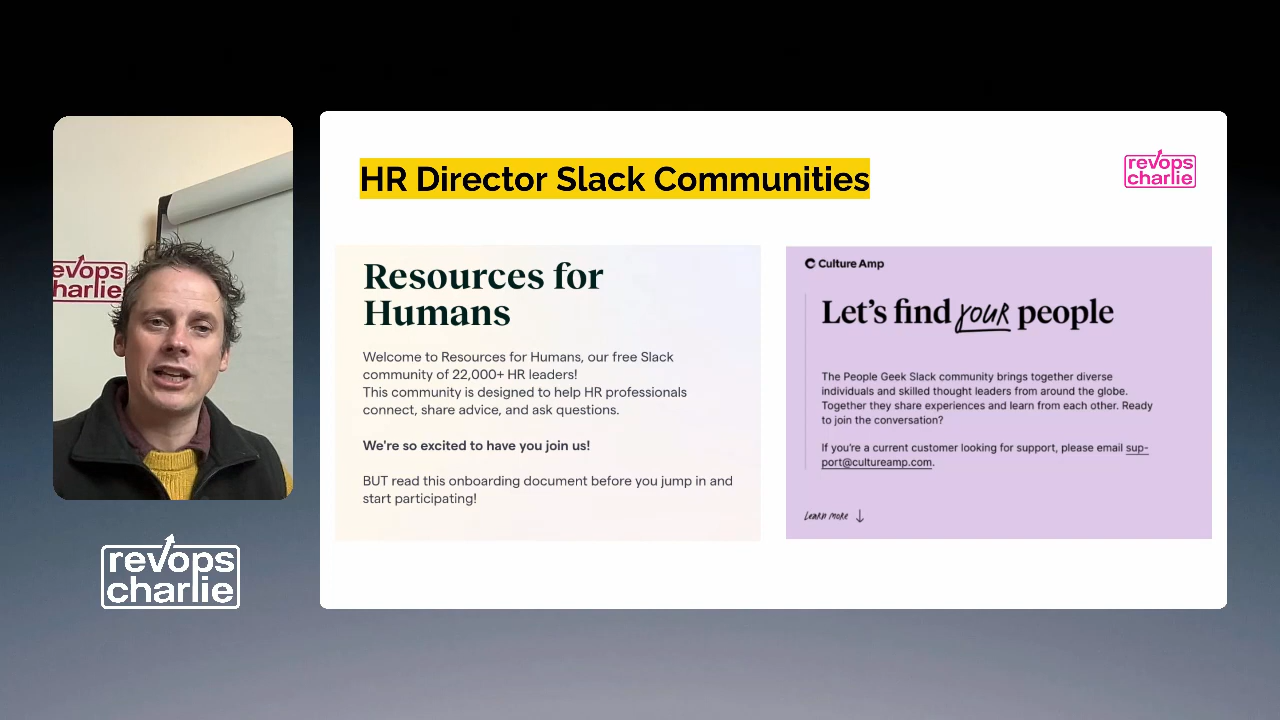 HR Director Slack Communities
revops
charlie
evops
harlie
Resources for
Humans
Welcome to Resources for Humans, our free Slack
community of 22,000+ HR leaders!
This community is designed to help HR professionals
connect, share advice, and ask questions.
We're so excited to have you join us!
BUT read this onboarding document before you jump in and
start participating!
Culture Amp
Let's find your people
The People Geek Slack community brings together diverse
individuals and skilled thought leaders from around the globe.
Together they share experiences and learn from each other. Ready
to join the conversation?
If you're a current customer looking for support, please email sup-
port@cultureamp.com.
Learn more ↓
revops
charlie